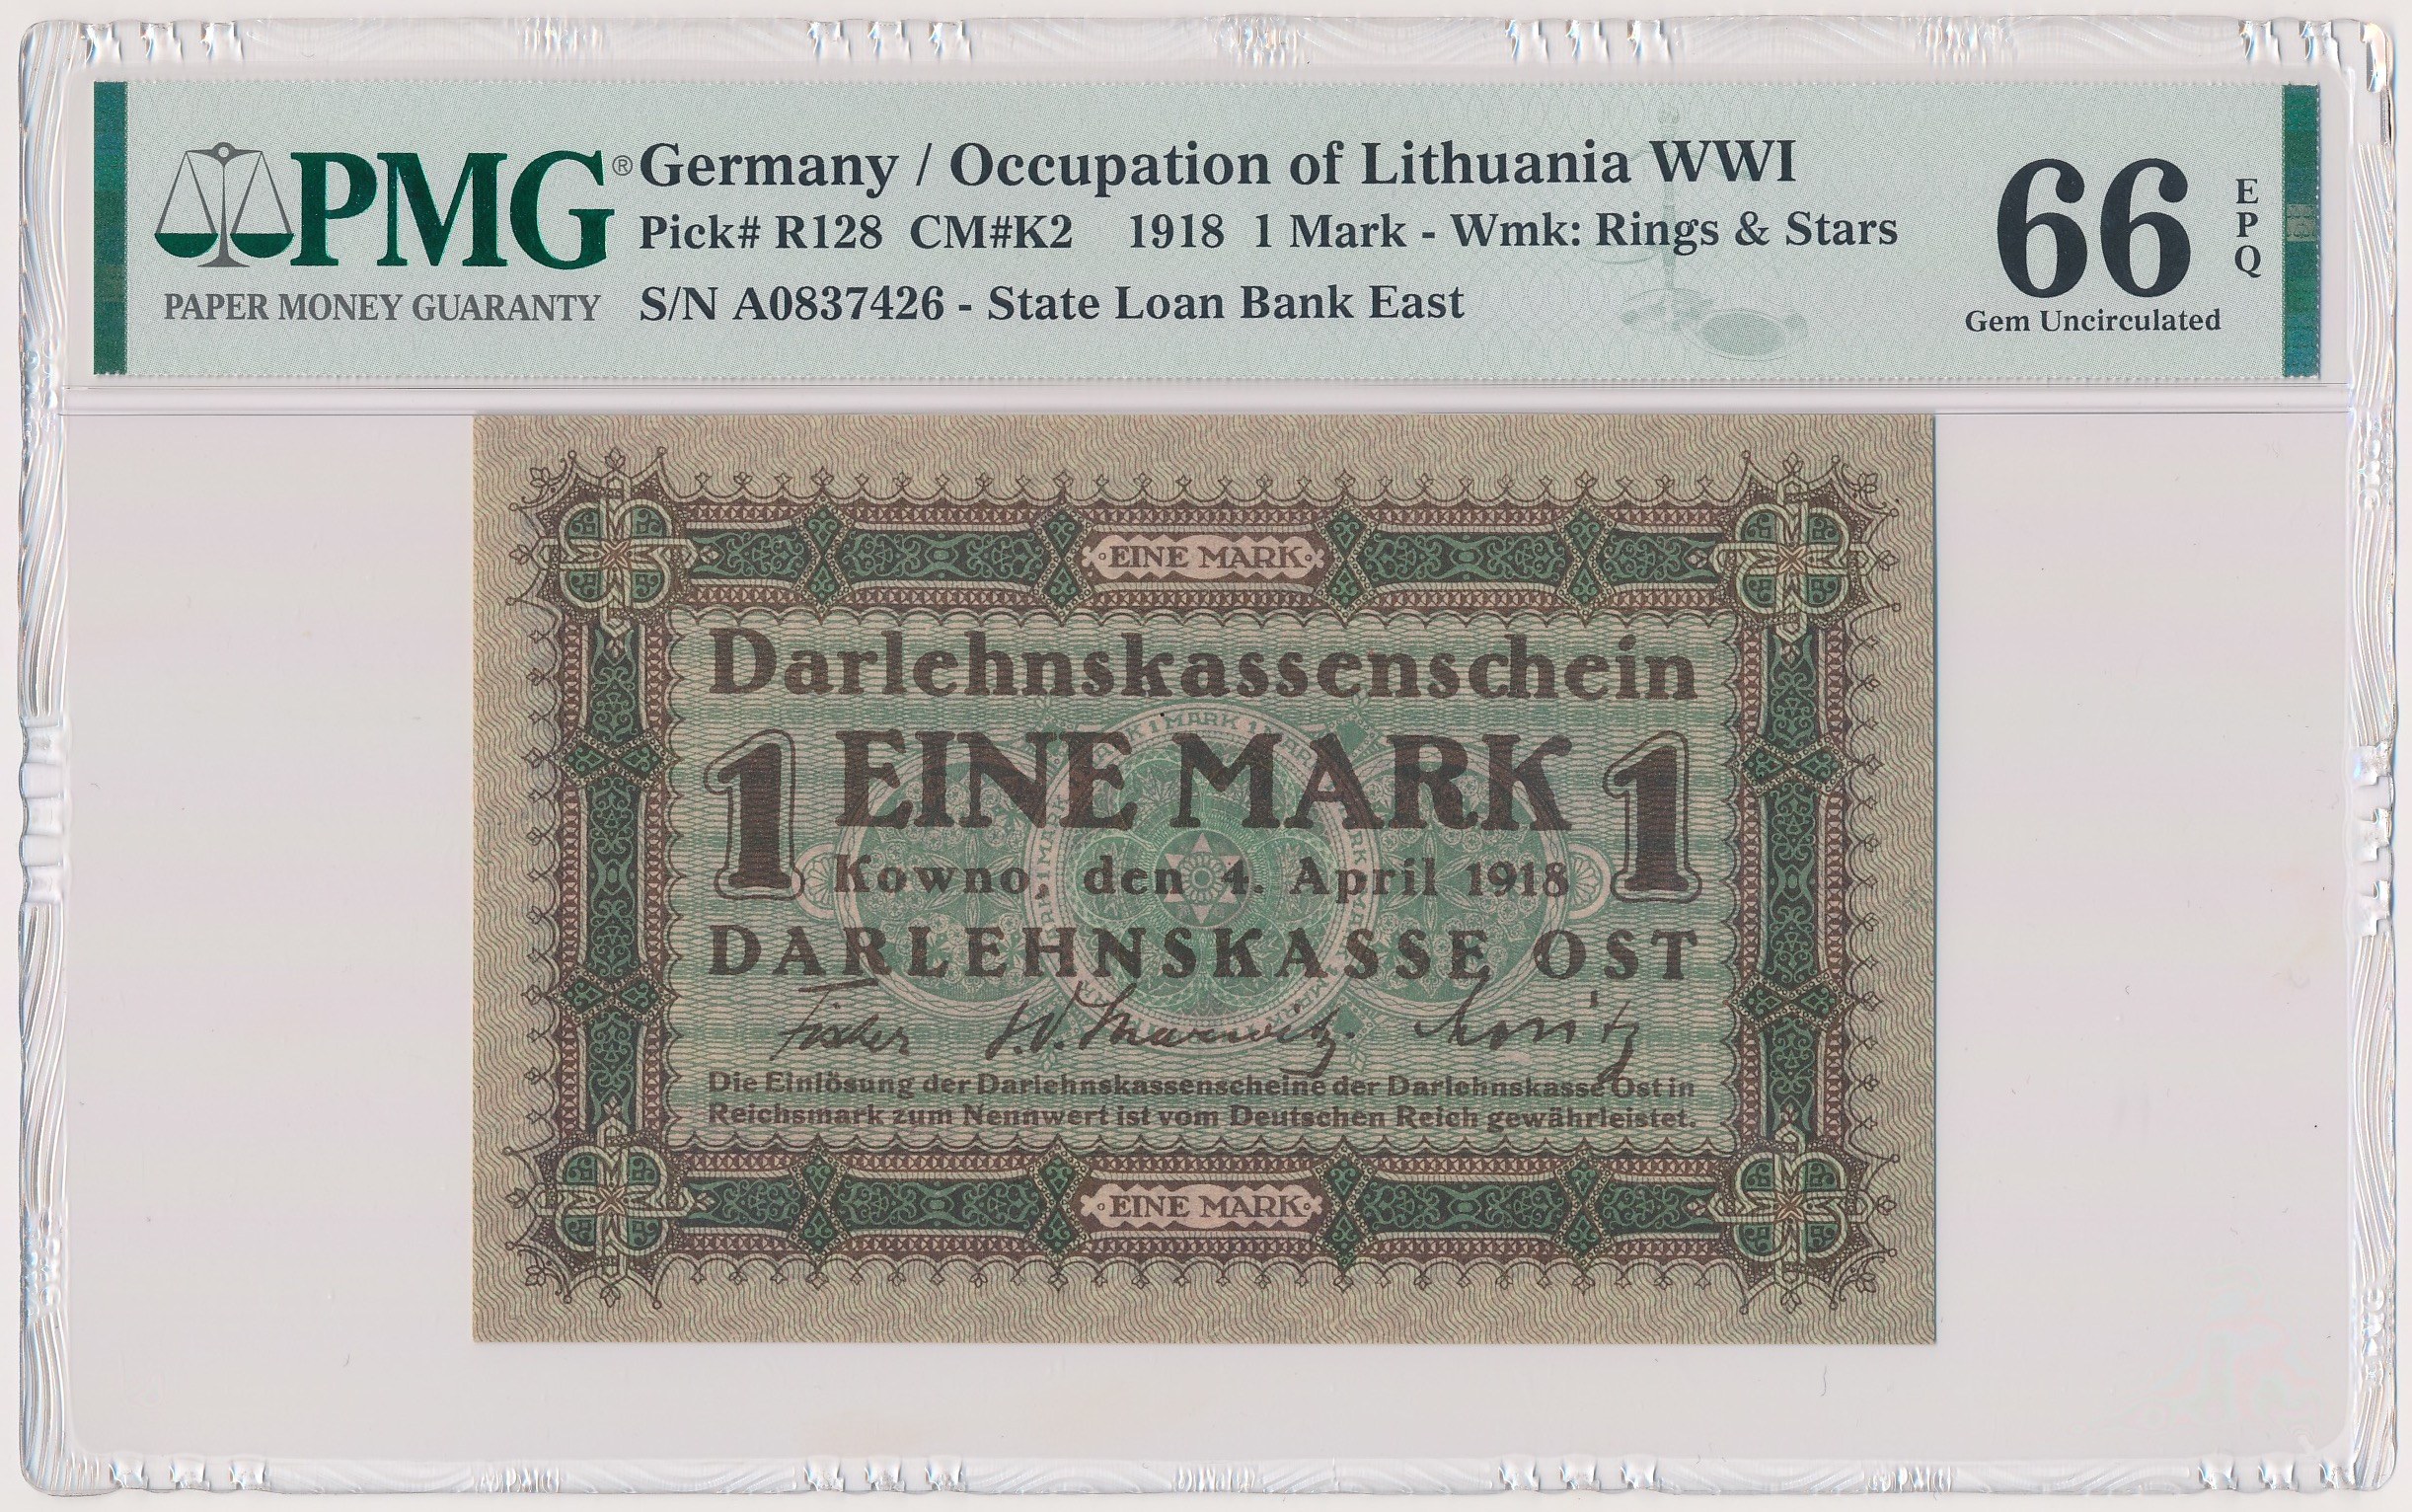 PMG®
PAPER MONEY GUARANTY
Germany / Occupation of Lithuania WWI
Pick# R128 CM#K2 1918 1 Mark - Wmk: Rings & Stars
S/N A0837426 - State Loan Bank East
66
EPQ
Gem Uncirculated
EINE MARK
Darlehnskassenschein
1 EINE MARK 1
Kowno, den 4. April 1918
DARLEHNSKASSE OST
Fischer
Moritz
Die Einlösung der Darlehnskassenscheine der Darlehnskasse Ost in
Reichsmark zum Nennwert ist vom Deutschen Reich gewährleistet.
EINE MARK